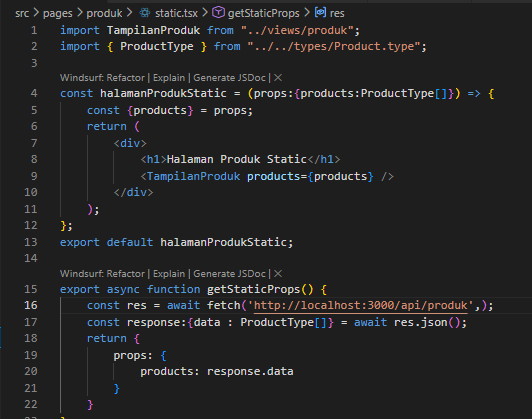 src > pages > produk > static.tsx > getStaticProps > res
1 import TampilanProduk from "../views/produk";
2 import { ProductType } from "../../types/Product.type";
3
Windsurf: Refactor | Explain | Generate JSDoc | ×
4 const halamanProdukStatic = (props:{products:ProductType[]}) => {
5 const {products} = props;
6 return (
7 <div>
8 <h1>Halaman Produk Static</h1>
9 <TampilanProduk products={products} />
10 </div>
11 );
12 };
13 export default halamanProdukStatic;
14
Windsurf: Refactor | Explain | Generate JSDoc | ×
15 export async function getStaticProps() {
16 const res = await fetch('http://localhost:3000/api/produk',);
17 const response:{data : ProductType[]} = await res.json();
18 return {
19 props: {
20 products: response.data
21 }
22 }